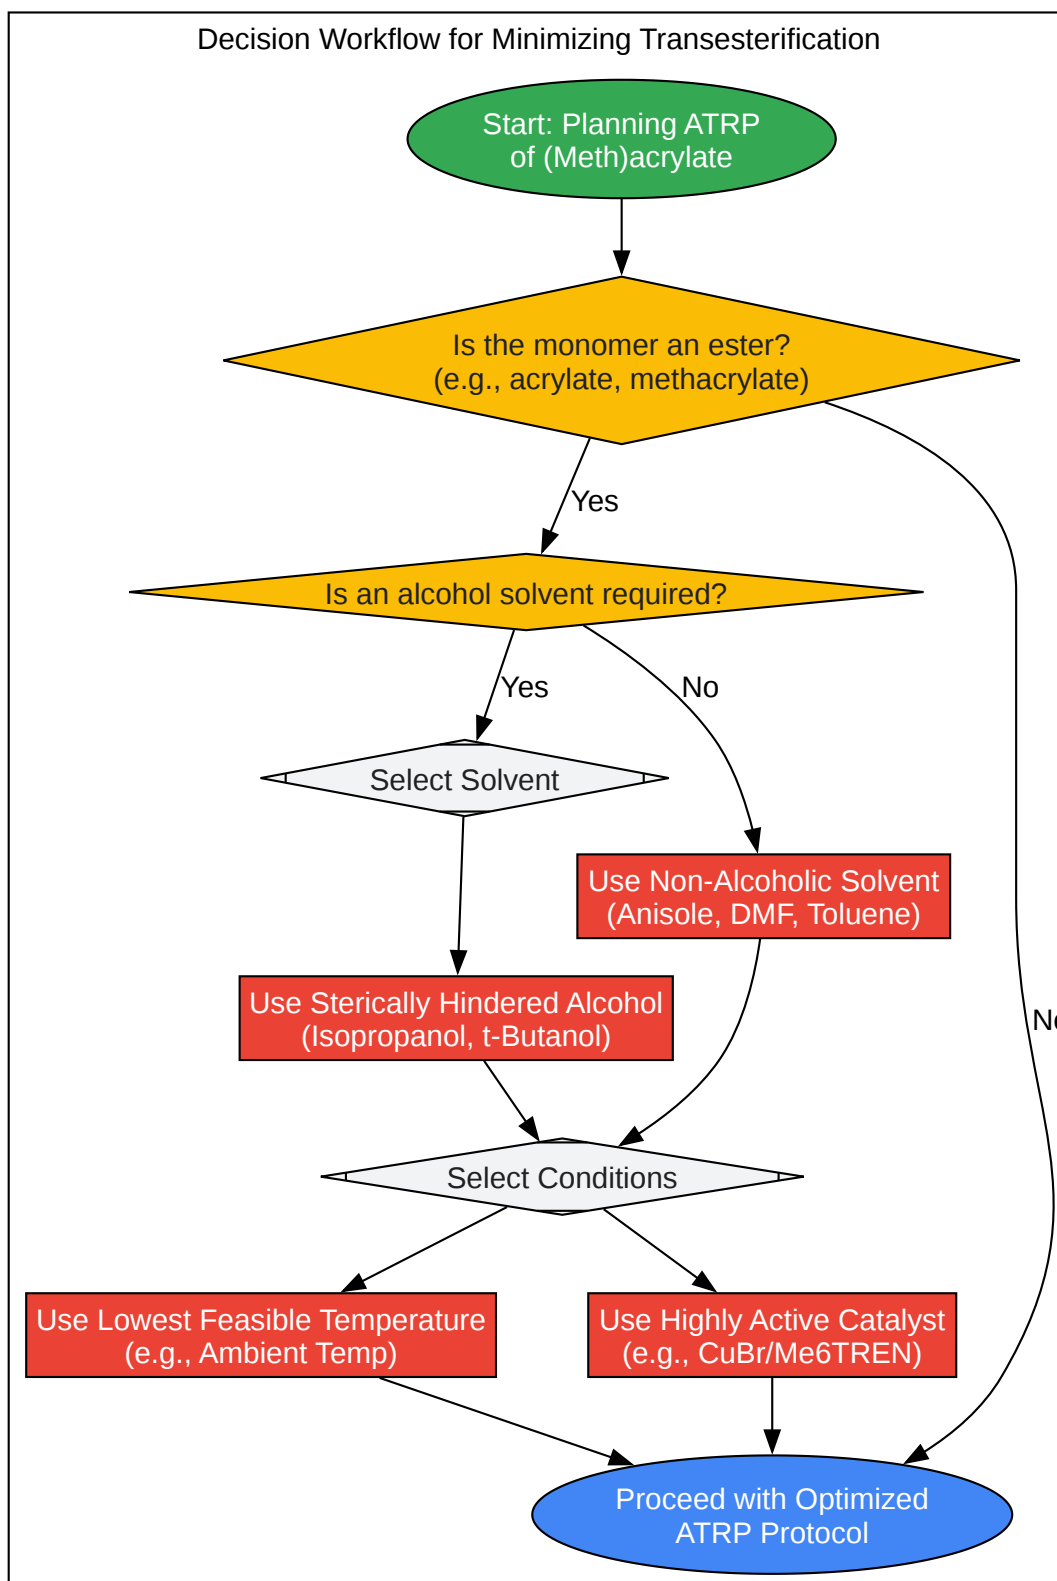 Decision Workflow for Minimizing Transesterification
Start: Planning ATRP
of (Meth)acrylate
Is the monomer an ester?
(e.g., acrylate, methacrylate)
Yes
Is an alcohol solvent required?
Yes
No
Select Solvent
Use Non-Alcoholic Solvent
(Anisole, DMF, Toluene)
Use Sterically Hindered Alcohol
(Isopropanol, t-Butanol)
No
Select Conditions
Use Lowest Feasible Temperature
(e.g., Ambient Temp)
Use Highly Active Catalyst
(e.g., CuBr/Me6TREN)
Proceed with Optimized
ATRP Protocol